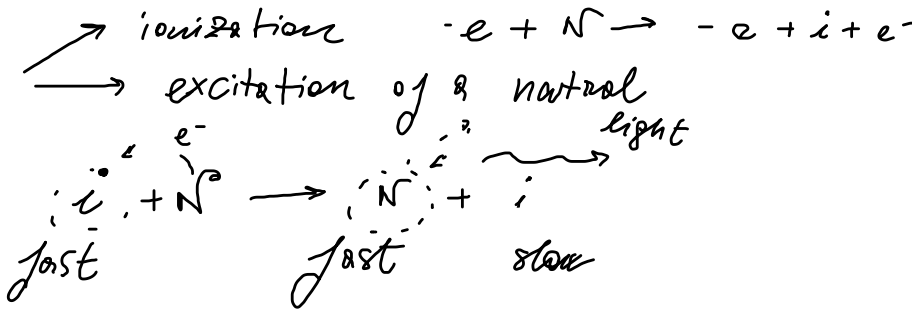 ionization -e + N → -e + i + e-
excitation of a natral
light
e-
i + N → N + i
fast fast slow